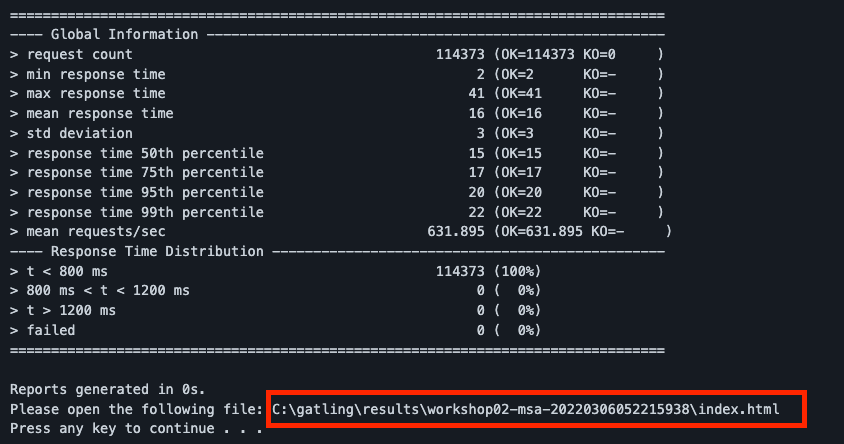 ================================================================================
---- Global Information --------------------------------------------------------
> request count                                     114373 (OK=114373 KO=0     )
> min response time                                      2 (OK=2      KO=-     )
> max response time                                     41 (OK=41     KO=-     )
> mean response time                                    16 (OK=16     KO=-     )
> std deviation                                          3 (OK=3      KO=-     )
> response time 50th percentile                         15 (OK=15     KO=-     )
> response time 75th percentile                         17 (OK=17     KO=-     )
> response time 95th percentile                         20 (OK=20     KO=-     )
> response time 99th percentile                         22 (OK=22     KO=-     )
> mean requests/sec                                631.895 (OK=631.895 KO=-     )
---- Response Time Distribution ------------------------------------------------
> t < 800 ms                                        114373 (100%)
> 800 ms < t < 1200 ms                                   0 (  0%)
> t > 1200 ms                                            0 (  0%)
> failed                                                 0 (  0%)
================================================================================
Reports generated in 0s.
Please open the following file: C:\gatling\results\workshop02-msa-20220306052215938\index.html
Press any key to continue . . .